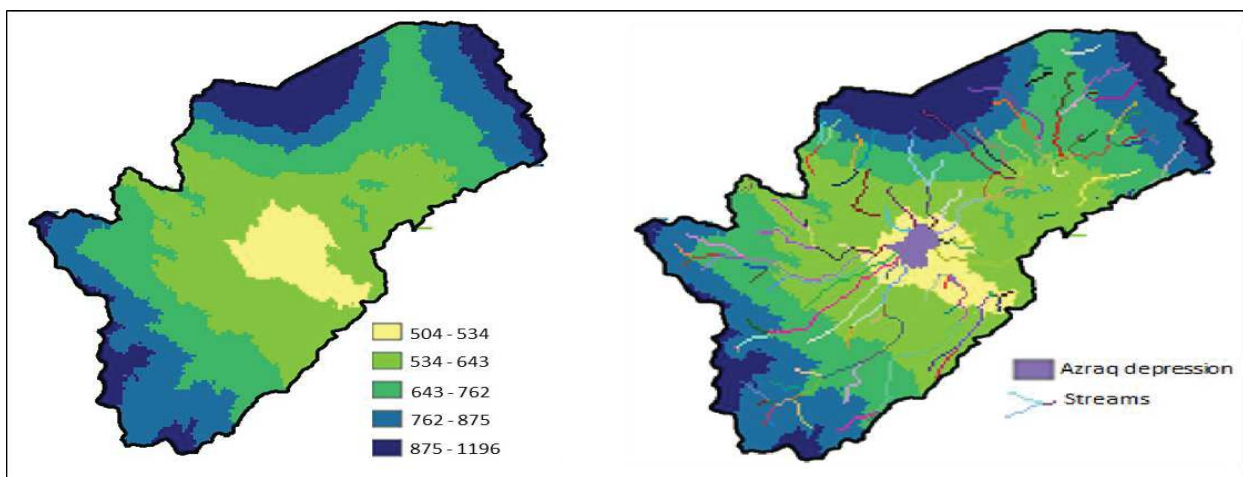 504 - 534
534 - 643
643 - 762
762 - 875
875 - 1196
Azraq depression
Streams